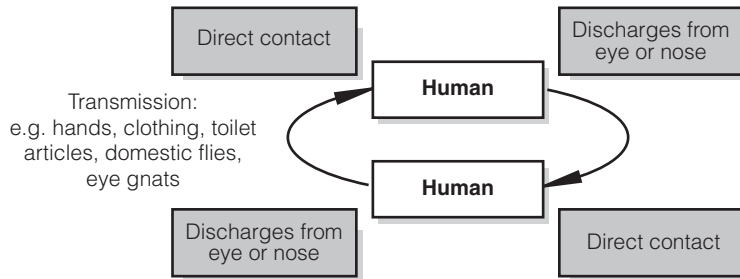 Direct contact
Discharges from
eye or nose
Human
Transmission:
e.g. hands, clothing, toilet
articles, domestic flies,
eye gnats
Human
Discharges from
eye or nose
Direct contact